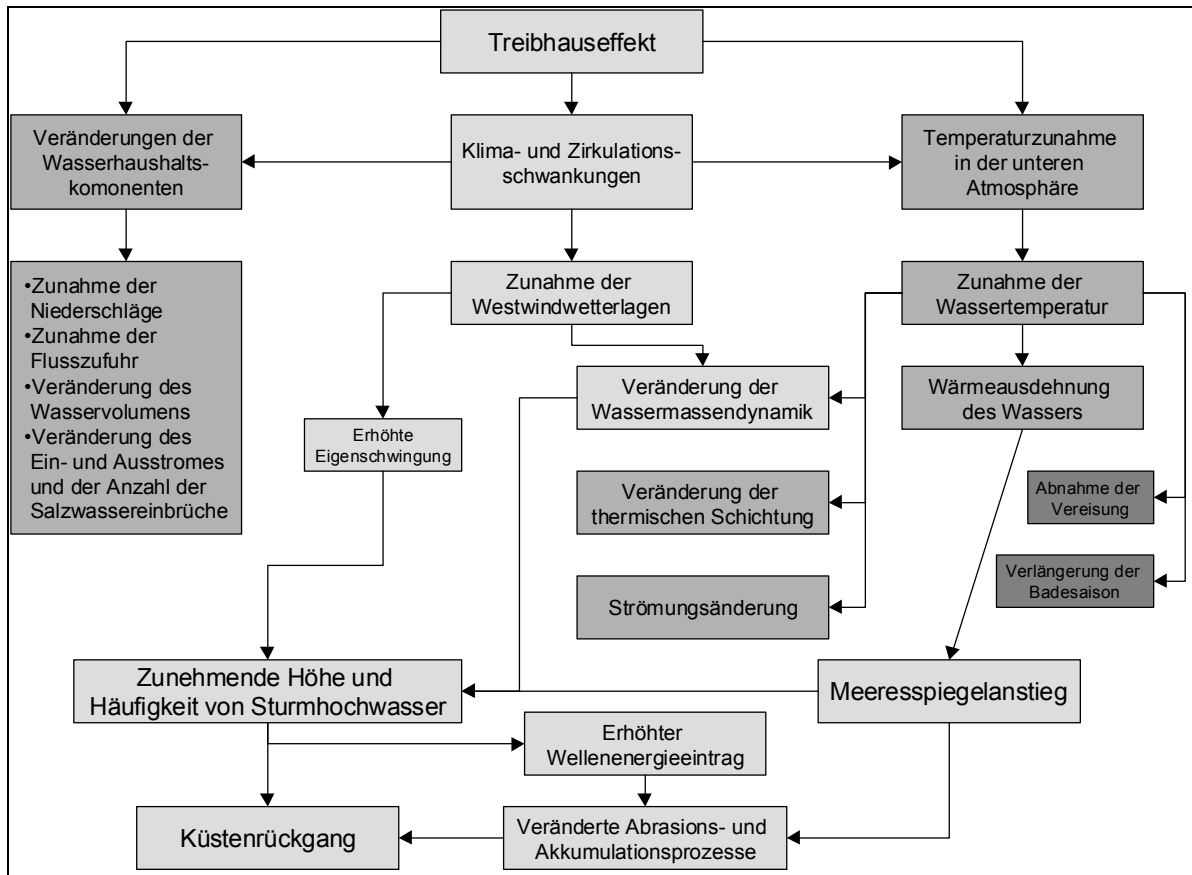 Treibhauseffekt
Veränderungen der
Wasserhaushalts-
komonenten
Klima- und Zirkulations-
schwankungen
Temperaturzunahme
in der unteren
Atmosphäre
•Zunahme der
Niederschläge
•Zunahme der
Flusszufuhr
•Veränderung des
Wasservolumens
•Veränderung des
Ein- und Ausstromes
und der Anzahl der
Salzwassereinbrüche
Zunahme der
Westwindwetterlagen
Zunahme der
Wassertemperatur
Veränderung der
Wassermassendynamik
Wärmeausdehnung
des Wassers
Erhöhte
Eigenschwingung
Veränderung der
thermischen Schichtung
Abnahme der
Vereisung
Strömungsänderung
Verlängerung der
Badesaison
Zunehmende Höhe und
Häufigkeit von Sturmhochwasser
Meeresspiegelanstieg
Erhöhter
Wellenenergieeintrag
Küstenrückgang
Veränderte Abrasions- und
Akkumulationsprozesse